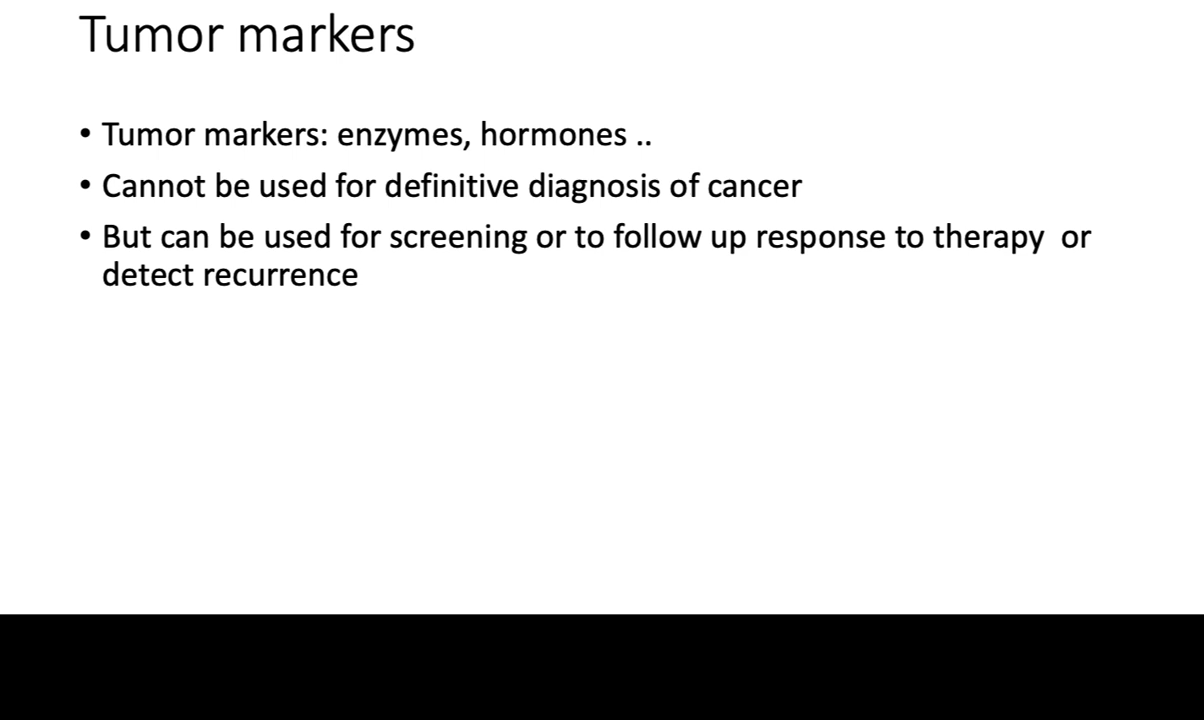 Tumor markers
• Tumor markers: enzymes, hormones ..
• Cannot be used for definitive diagnosis of cancer
• But can be used for screening or to follow up response to therapy  or
detect recurrence